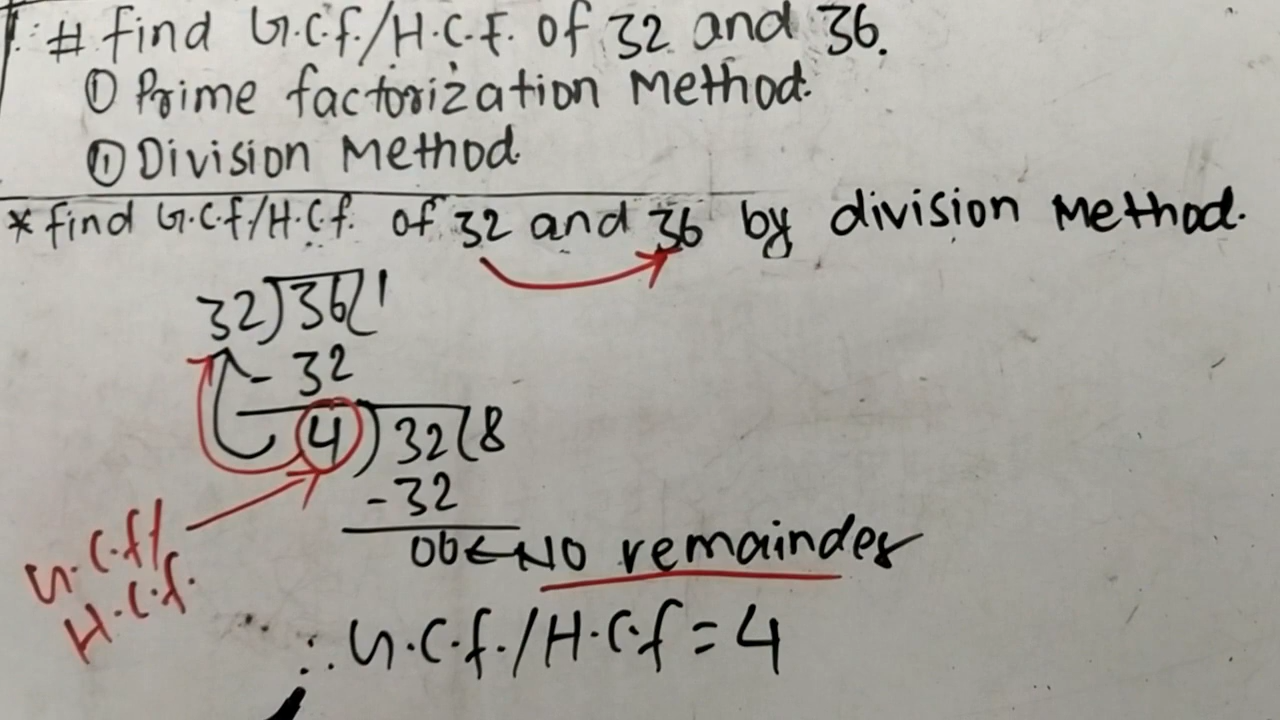 # Find G.C.F./H.C.F. of 32 and 36.
① Prime factorization Method.
① Division Method.
* Find G.C.F/H.C.F. of 32 and 36 by division Method.
32)36(1
- 32
4)32(8
-32
00←No remainder
G.C.F/
H.C.F.
∴ G.C.F./H.C.F = 4